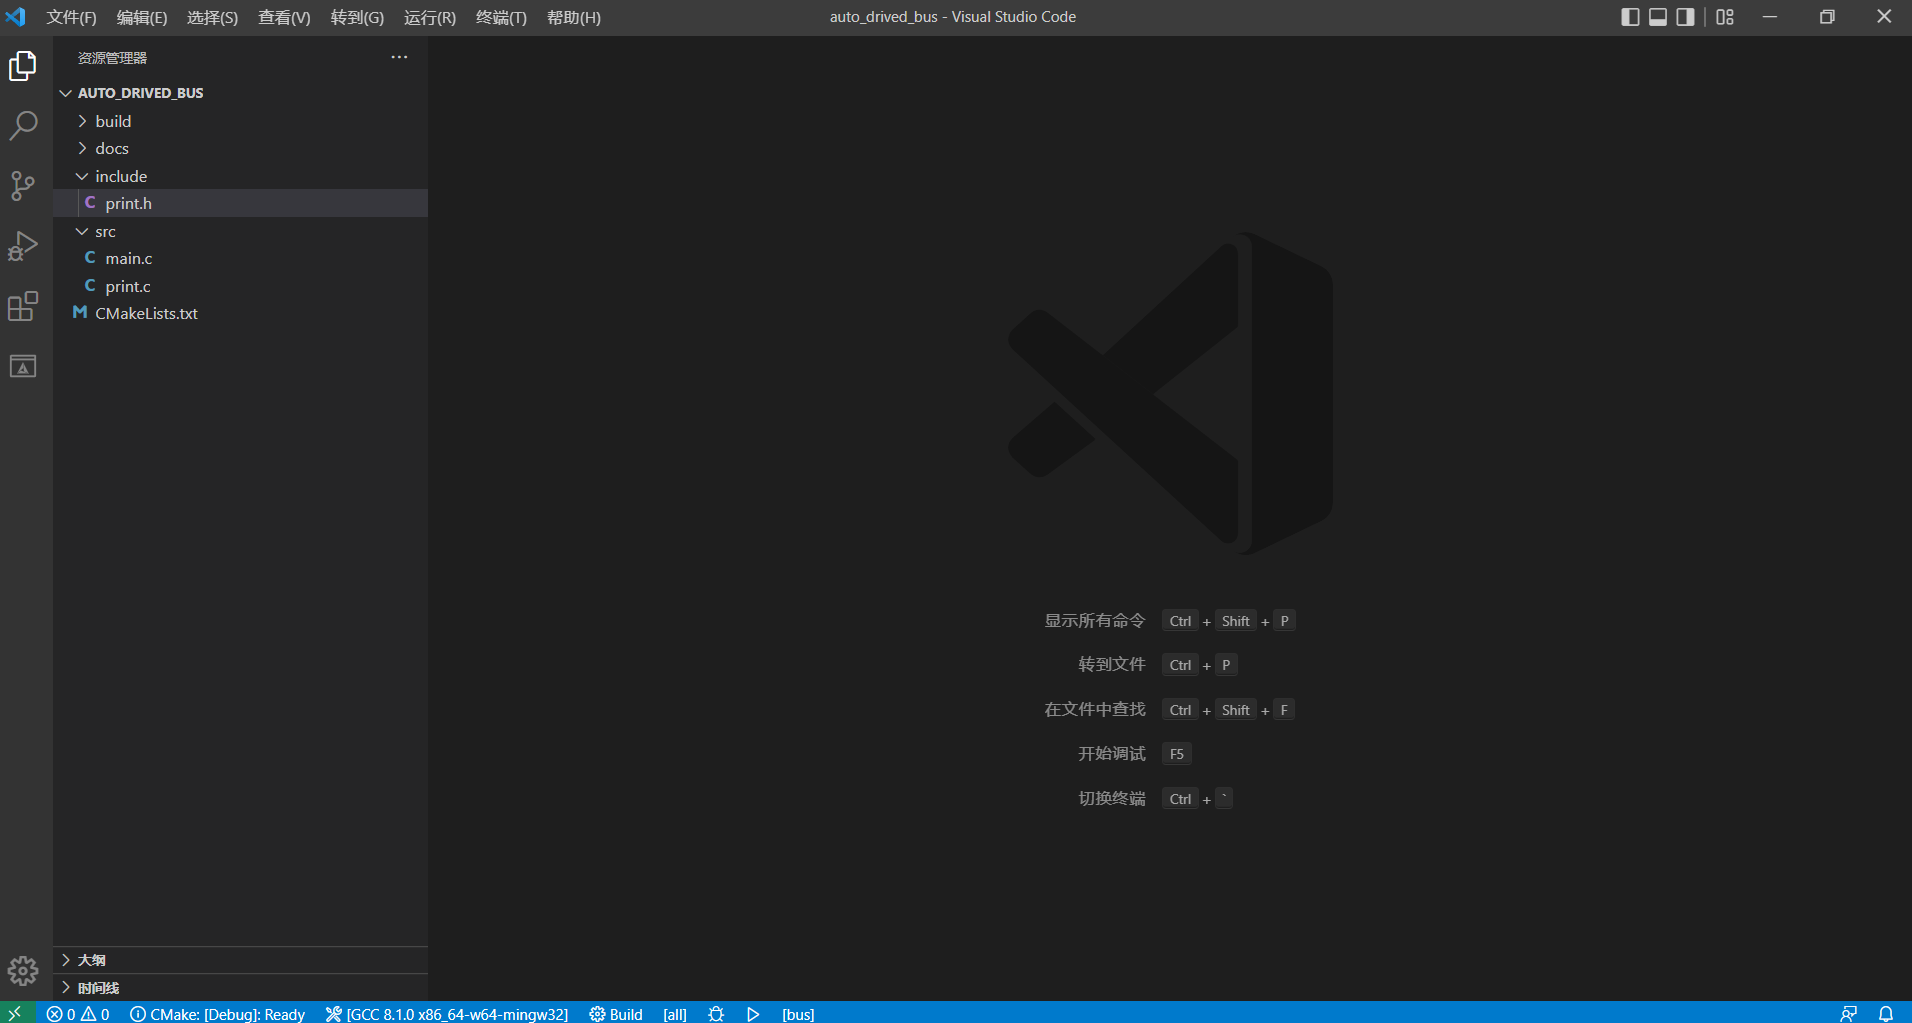 文件(F) 编辑(E) 选择(S) 查看(V) 转到(G) 运行(R) 终端(T) 帮助(H) auto_drived_bus - Visual Studio Code
资源管理器
AUTO_DRIVED_BUS
build
docs
include
C print.h
src
C main.c
C print.c
M CMakeLists.txt
显示所有命令 Ctrl + Shift + P
转到文件 Ctrl + P
在文件中查找 Ctrl + Shift + F
开始调试 F5
切换终端 Ctrl + `
大纲
时间线
0 0 CMake: [Debug]: Ready [GCC 8.1.0 x86_64-w64-mingw32] Build [all] [bus]